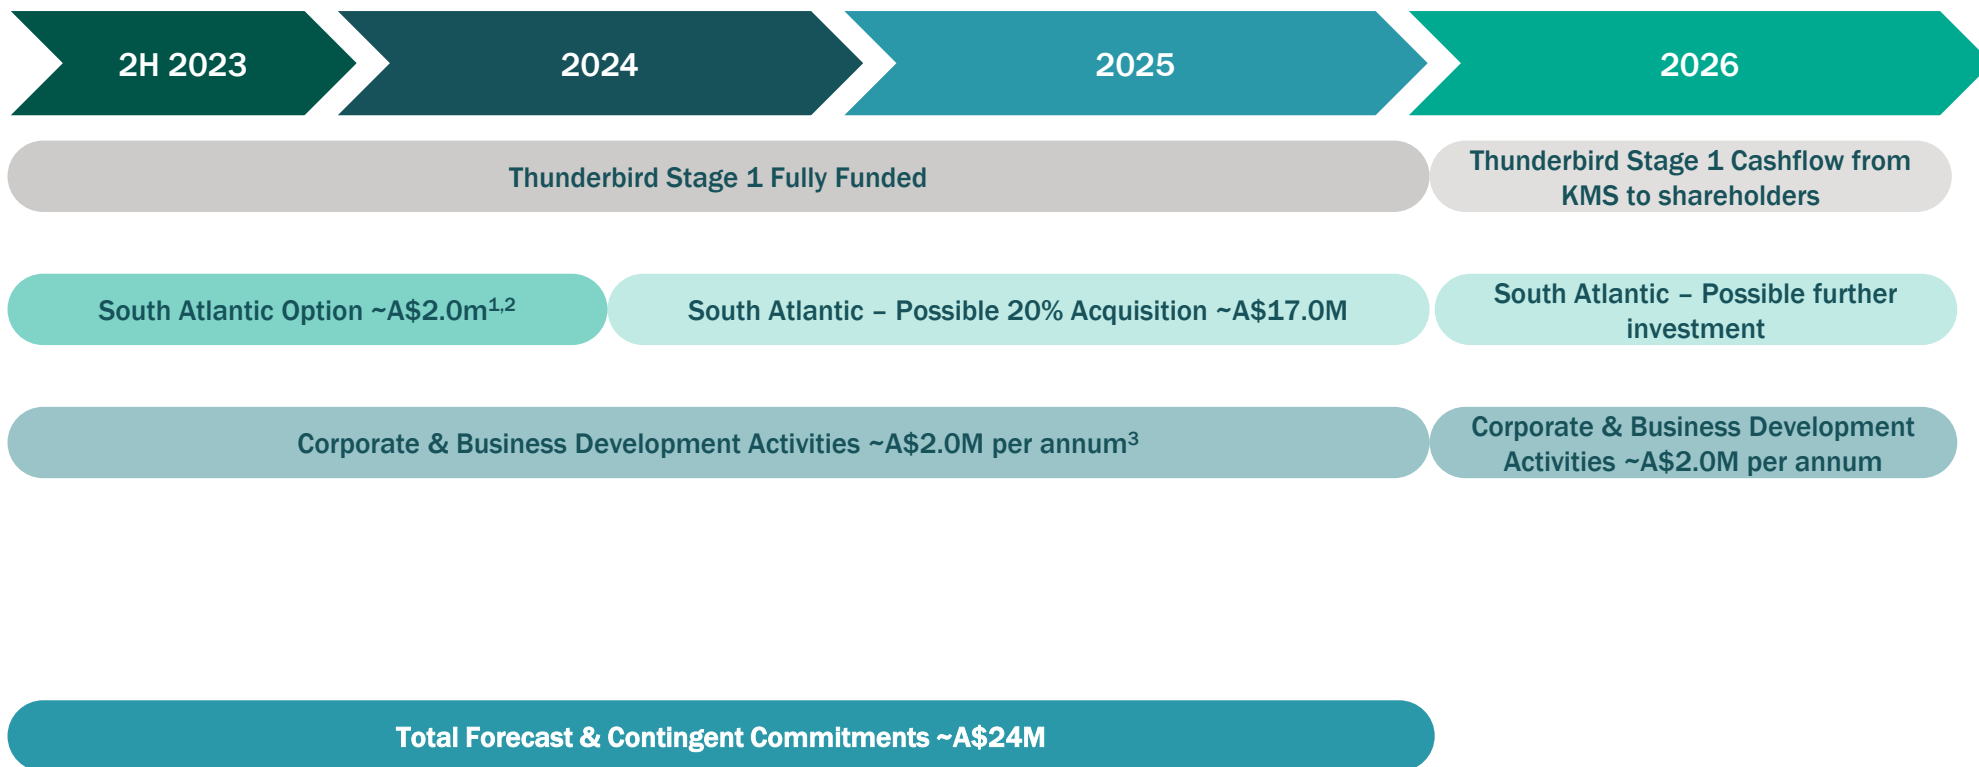 2H 2023
2024
2025
2026
Thunderbird Stage 1 Fully Funded
Thunderbird Stage 1 Cashflow from
KMS to shareholders
South Atlantic Option ~A$2.0m1,2
South Atlantic – Possible 20% Acquisition ~A$17.0M
South Atlantic – Possible further
investment
Corporate & Business Development Activities ~A$2.0M per annum3
Corporate & Business Development
Activities ~A$2.0M per annum
Total Forecast & Contingent Commitments ~A$24M